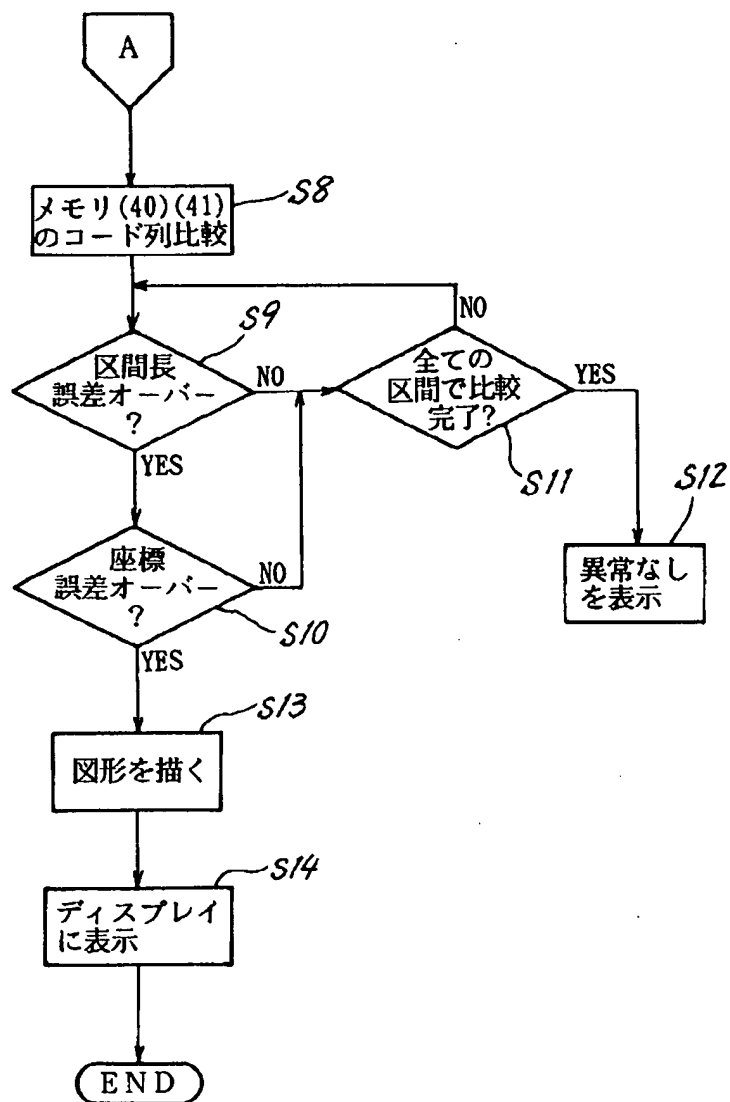 A
メモリ(40)(41)
のコード列比較
S8
区間長
誤差オーバー
?
S9
NO
YES
全ての
区間で比較
完了?
NO
YES
S11
S12
異常なし
を表示
座標
誤差オーバー
?
NO
S10
YES
S13
図形を描く
S14
ディスプレイ
に表示
END